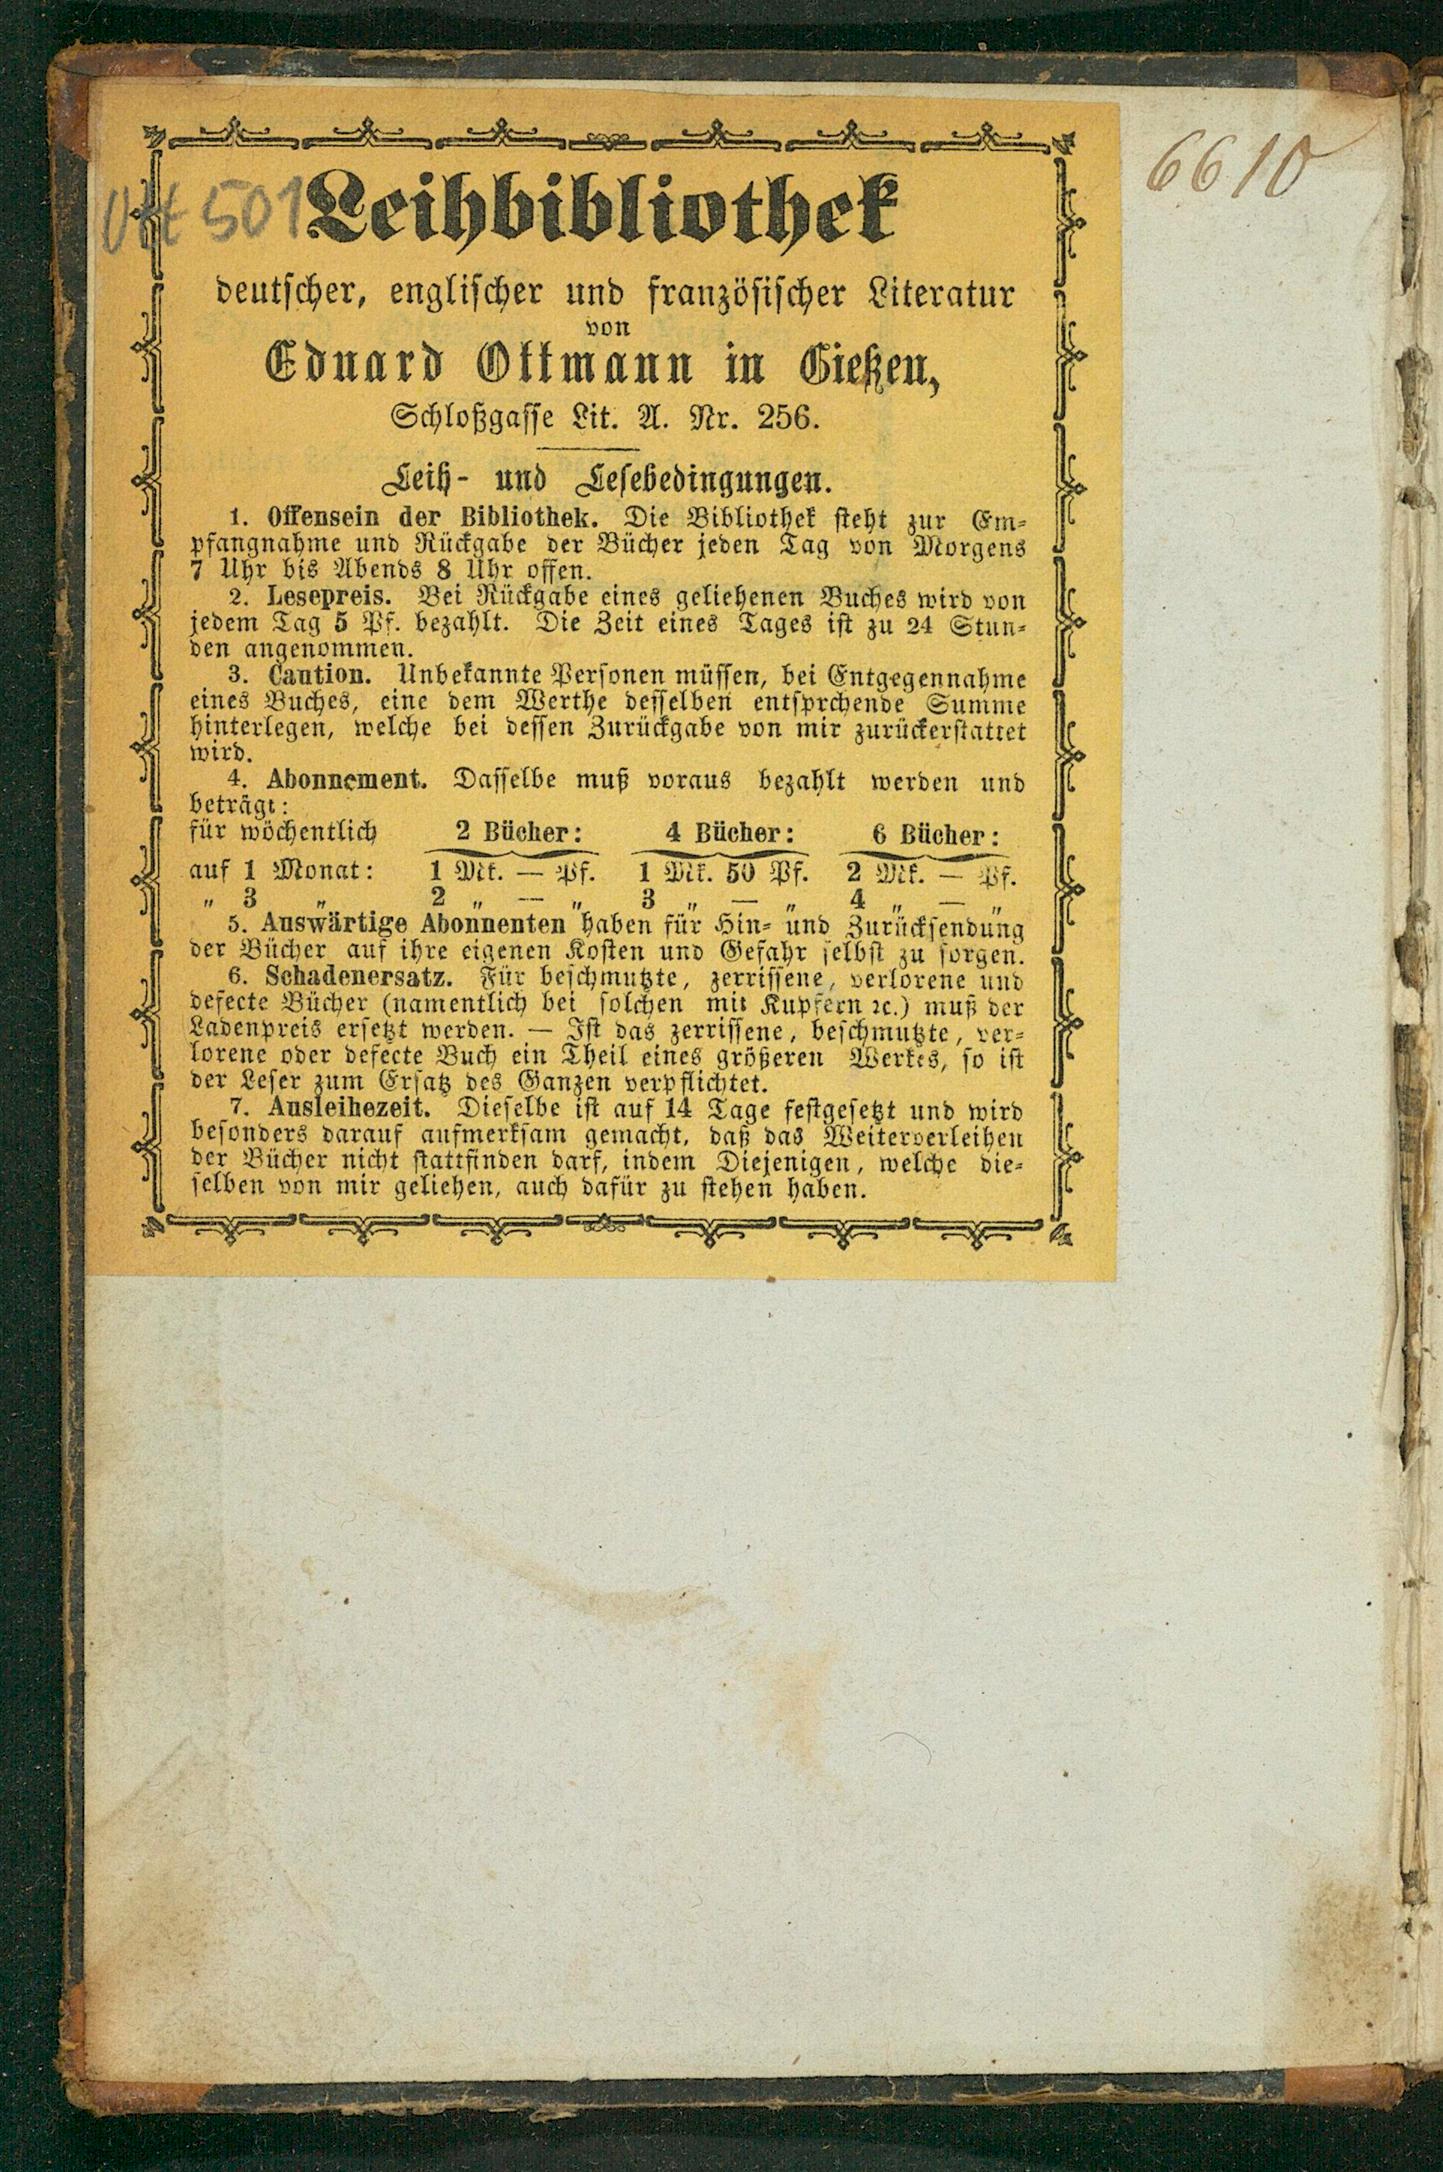 6610
Ott 501
Leihbibliothek
deutscher, englischer und französischer Literatur
von
Eduard Ottmann in Gießen,
Schloßgasse Lit. A. Nr. 256.
Leih- und Lesebedingungen.
1. Offensein der Bibliothek. Die Bibliothek steht zur Em-
pfangnahme und Rückgabe der Bücher jeden Tag von Morgens
7 Uhr bis Abends 8 Uhr offen.
2. Lesepreis. Bei Rückgabe eines geliehenen Buches wird von
jedem Tag 5 Pf. bezahlt. Die Zeit eines Tages ist zu 24 Stun-
den angenommen.
3. Caution. Unbekannte Personen müssen, bei Entgegennahme
eines Buches, eine dem Werthe desselben entsprchende Summe
hinterlegen, welche bei dessen Zurückgabe von mir zurückerstattet
wird.
4. Abonnement. Dasselbe muß voraus bezahlt werden und
beträgt:
für wöchentlich 2 Bücher: 4 Bücher: 6 Bücher:
auf 1 Monat: 1 Mk. — Pf. 1 Mk. 50 Pf. 2 Mk. — Pf.
„ 3 „ 2 „ — „ 3 „ — „ 4 „ — „
5. Auswärtige Abonnenten haben für Hin- und Zurücksendung
der Bücher auf ihre eigenen Kosten und Gefahr selbst zu sorgen.
6. Schadenersatz. Für beschmutzte, zerrissene, verlorene und
defecte Bücher (namentlich bei solchen mit Kupfern ꝛc.) muß der
Ladenpreis ersetzt werden. — Ist das zerrissene, beschmutzte, ver-
lorene oder defecte Buch ein Theil eines größeren Werkes, so ist
der Leser zum Ersatz des Ganzen verpflichtet.
7. Ausleihezeit. Dieselbe ist auf 14 Tage festgesetzt und wird
besonders darauf aufmerksam gemacht, daß das Weiterverleihen
der Bücher nicht stattfinden darf, indem Diejenigen, welche die-
selben von mir geliehen, auch dafür zu stehen haben.